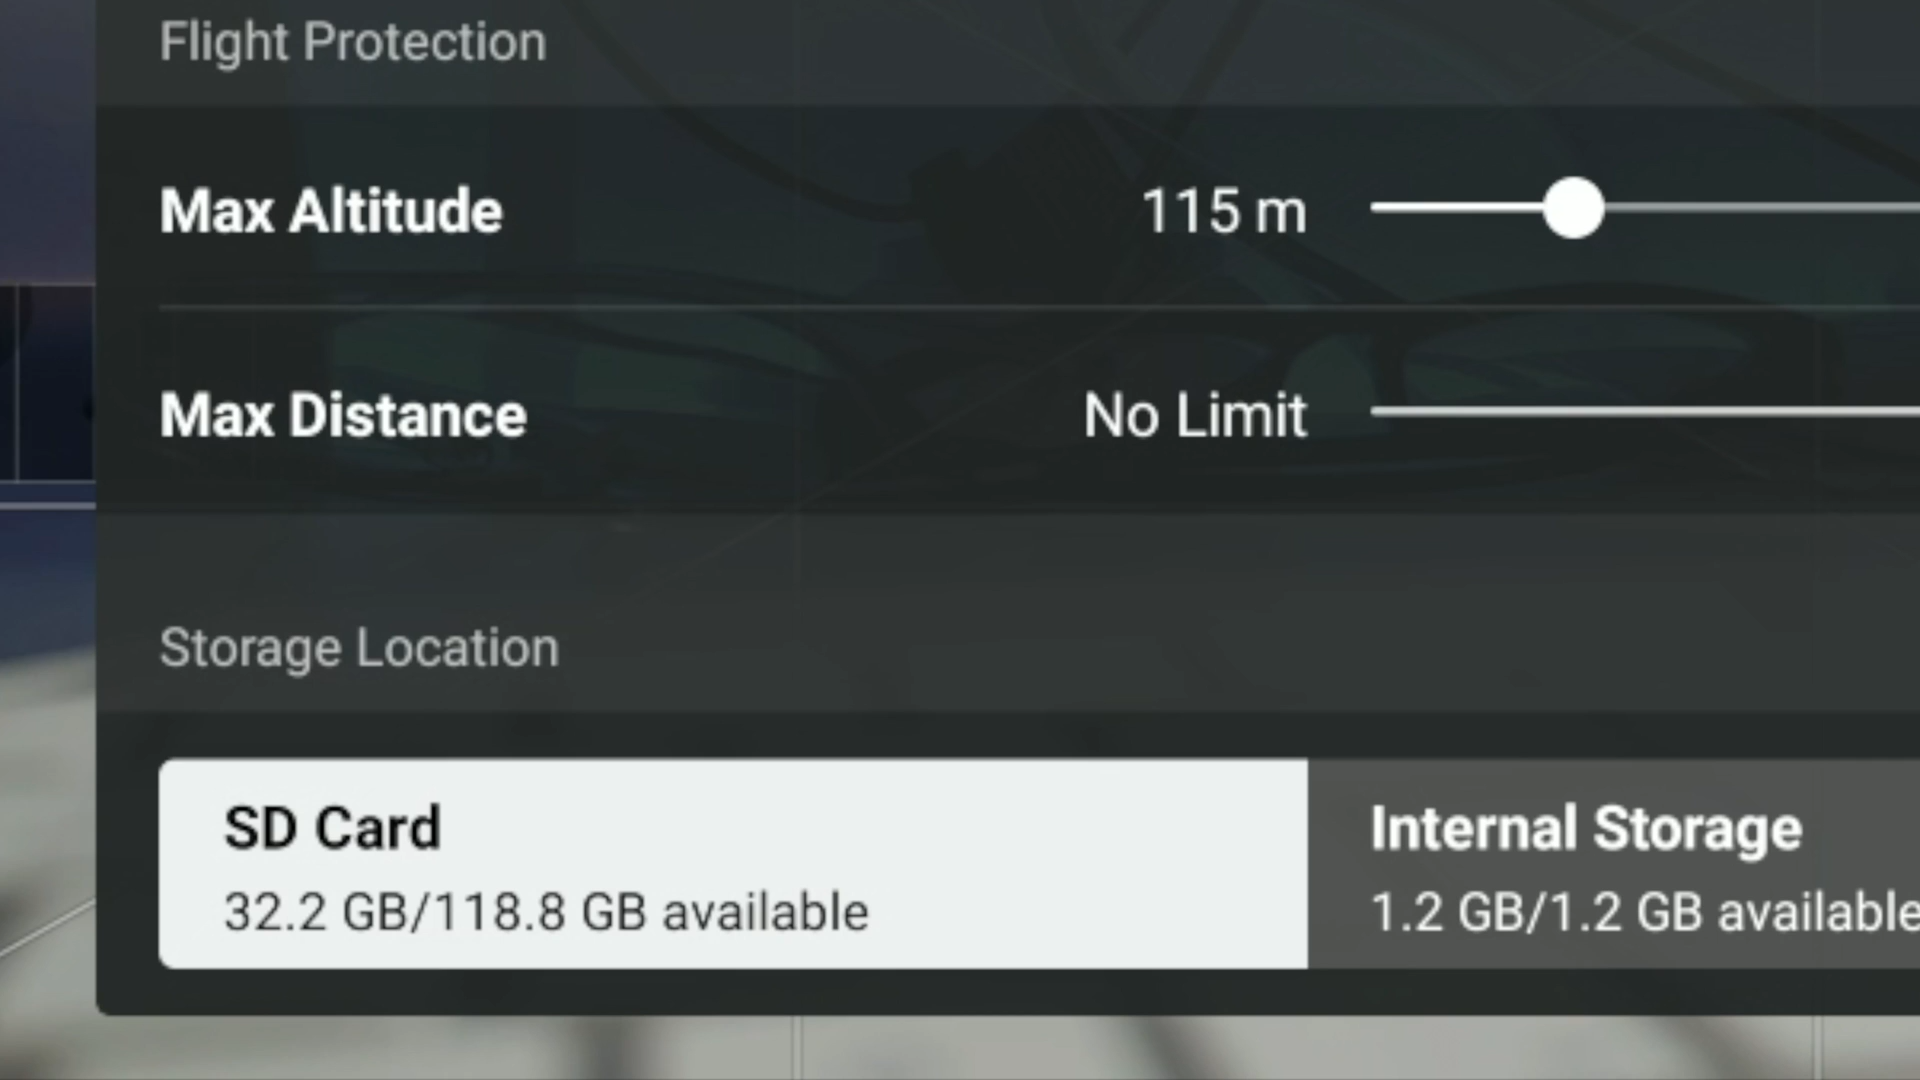 Flight Protection
Max Altitude 115 m
Max Distance No Limit
Storage Location
SD Card
32.2 GB/118.8 GB available
Internal Storage
1.2 GB/1.2 GB available